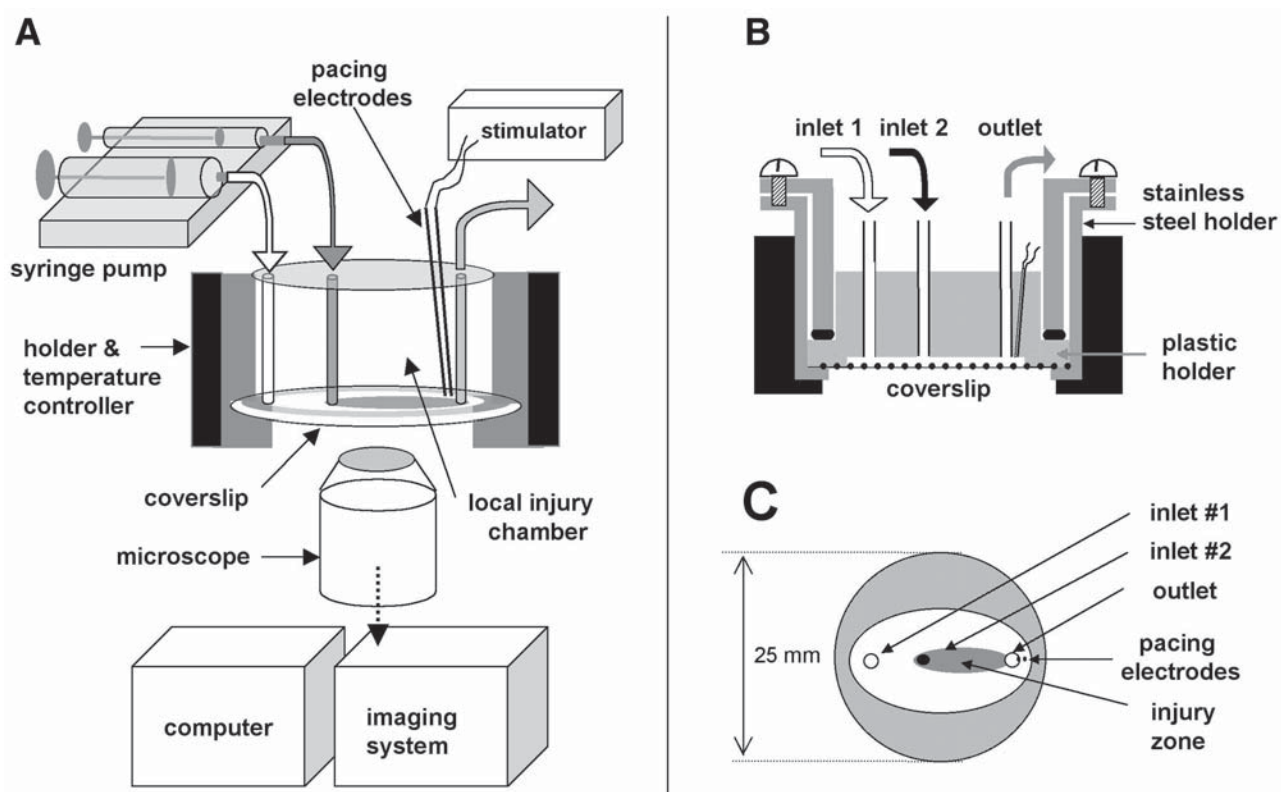 A
pacing
electrodes
stimulator
syringe pump
holder &
temperature
controller
coverslip
local injury
chamber
microscope
computer
imaging
system
B
inlet 1 inlet 2 outlet
stainless
steel holder
plastic
holder
coverslip
C
inlet #1
inlet #2
outlet
25 mm
pacing
electrodes
injury
zone